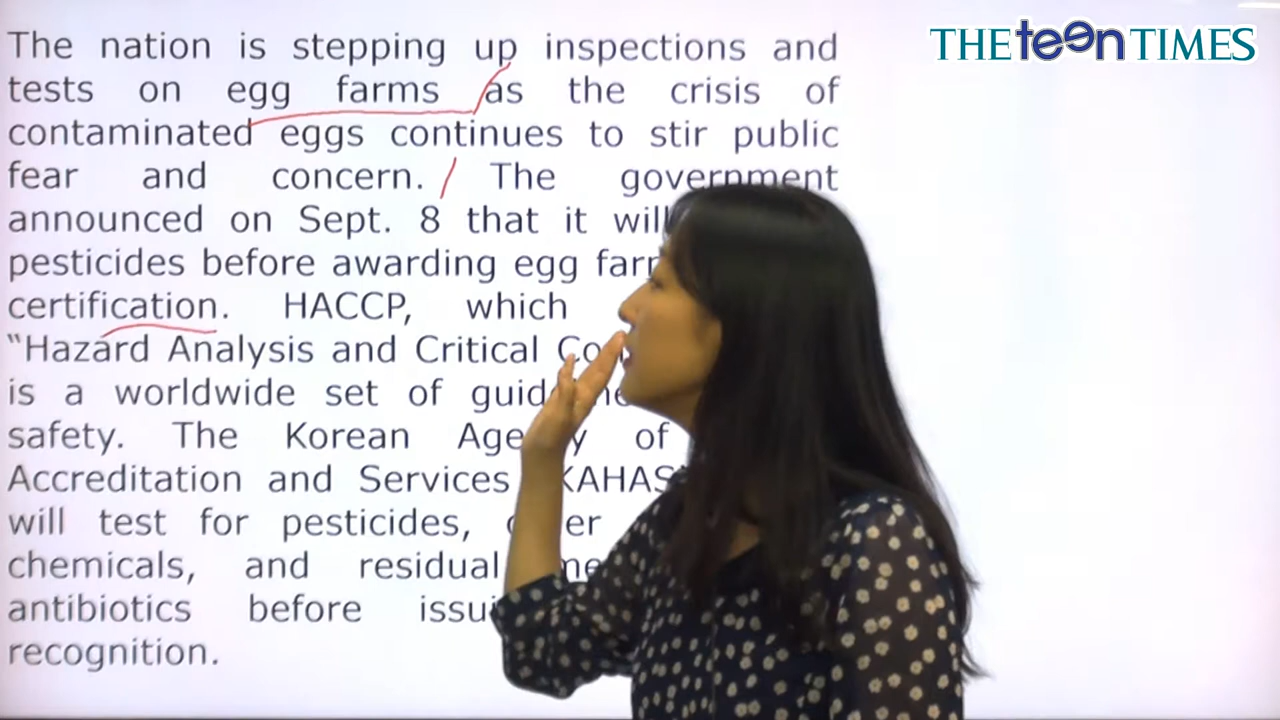 The nation is stepping up inspections and
tests on egg farms as the crisis of
contaminated eggs continues to stir public
fear and concern. The government
announced on Sept. 8 that it will
pesticides before awarding egg
certification. HACCP, which
“Hazard Analysis and Critical
is a worldwide set of
safety. The Korean of
Accreditation and Services
will test for pesticides,
chemicals, and residual
antibiotics before
recognition.
THE teen TIMES